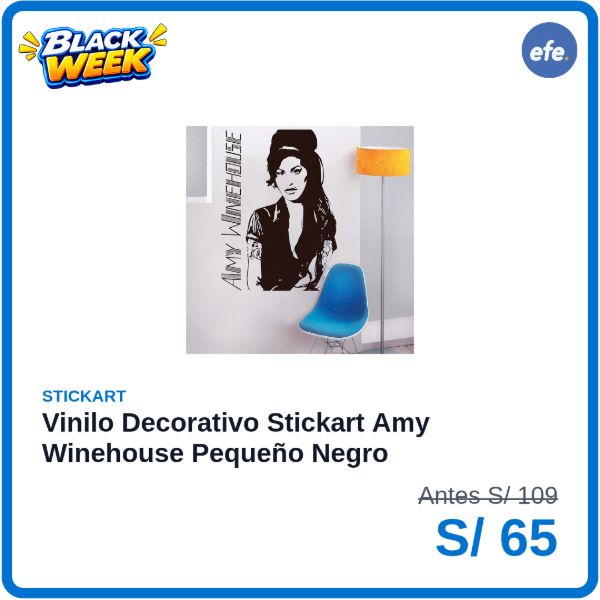 BLACK
WEEK
efe.
AMY WINEHOUSE
STICKART
Vinilo Decorativo Stickart Amy
Winehouse Pequeño Negro
Antes S/ 109
S/ 65